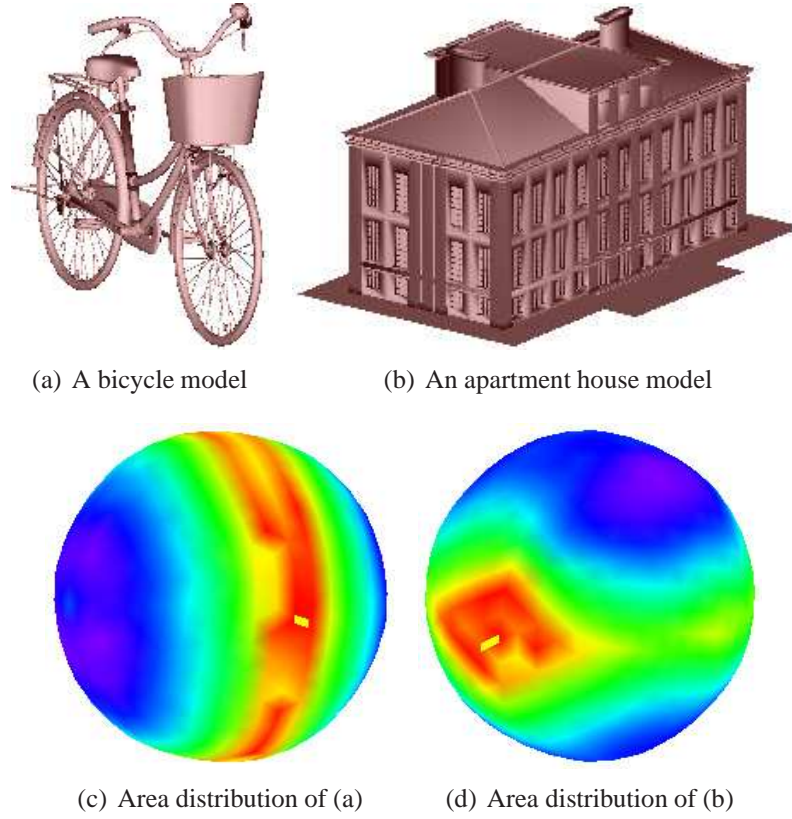 (a) A bicycle model
(b) An apartment house model
(c) Area distribution of (a)
(d) Area distribution of (b)